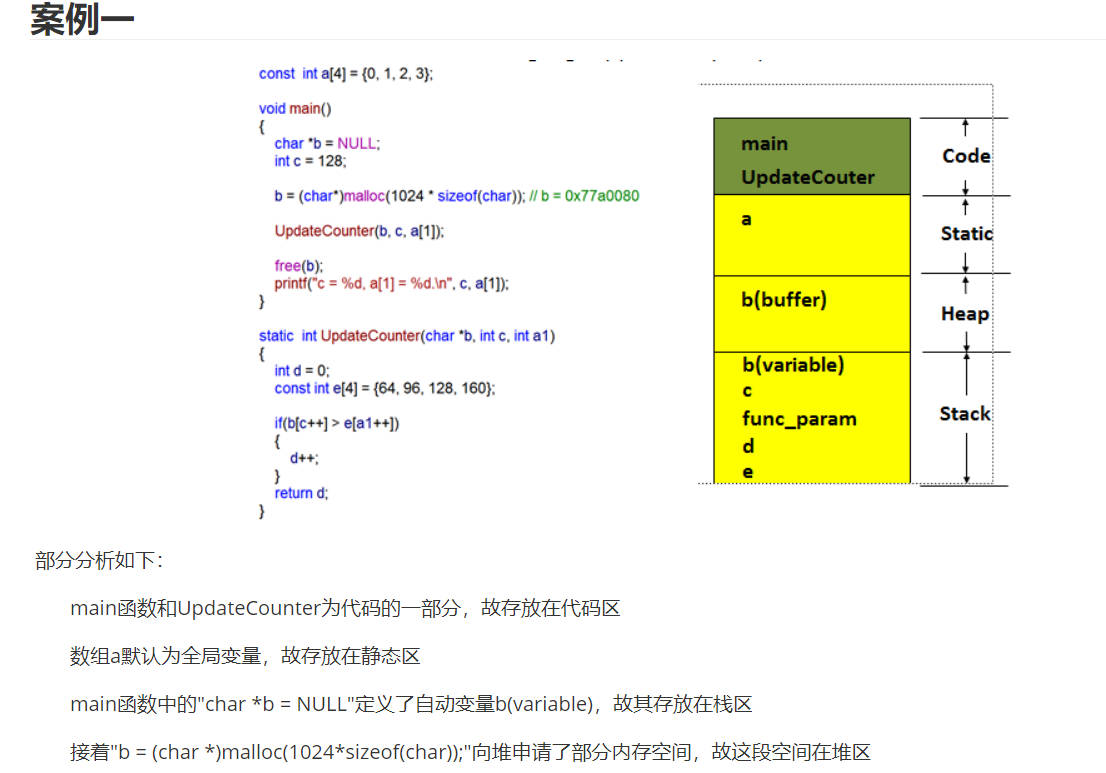 案例一
const int a[4] = {0, 1, 2, 3};
void main()
{
char *b = NULL;
int c = 128;
b = (char*)malloc(1024 * sizeof(char)); // b = 0x77a0080
UpdateCounter(b, c, a[1]);
free(b);
printf("c = %d, a[1] = %d.\n", c, a[1]);
}
static int UpdateCounter(char *b, int c, int a1)
{
int d = 0;
const int e[4] = {64, 96, 128, 160};
if(b[c++] > e[a1++])
{
d++;
}
return d;
}
main
UpdateCouter
Code
a
Static
b(buffer)
Heap
b(variable)
c
func_param
d
e
Stack
部分分析如下：
main函数和UpdateCounter为代码的一部分，故存放在代码区
数组a默认为全局变量，故存放在静态区
main函数中的"char *b = NULL"定义了自动变量b(variable)，故其存放在栈区
接着"b = (char *)malloc(1024*sizeof(char));"向堆申请了部分内存空间，故这段空间在堆区